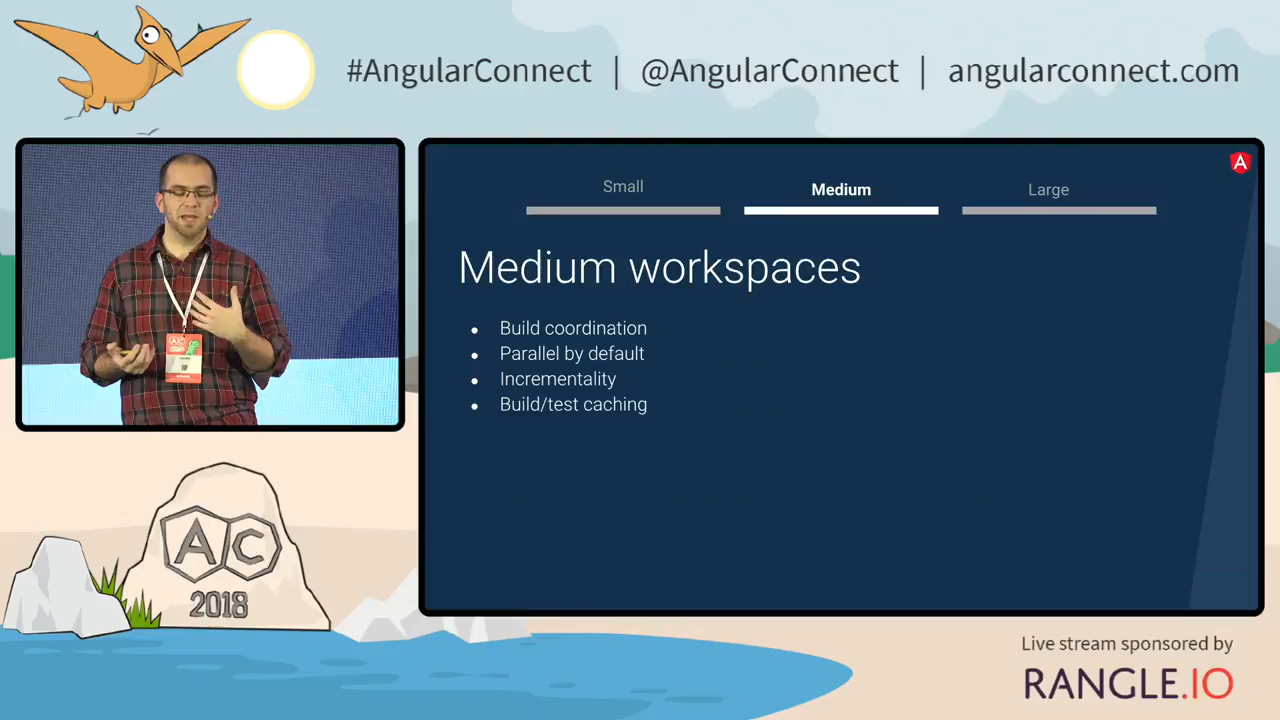 #AngularConnect | @AngularConnect | angularconnect.com
Small
Medium
Large
A
Medium workspaces
• Build coordination
• Parallel by default
• Incrementality
• Build/test caching
AC
2018
Live stream sponsored by
RANGLE.IO